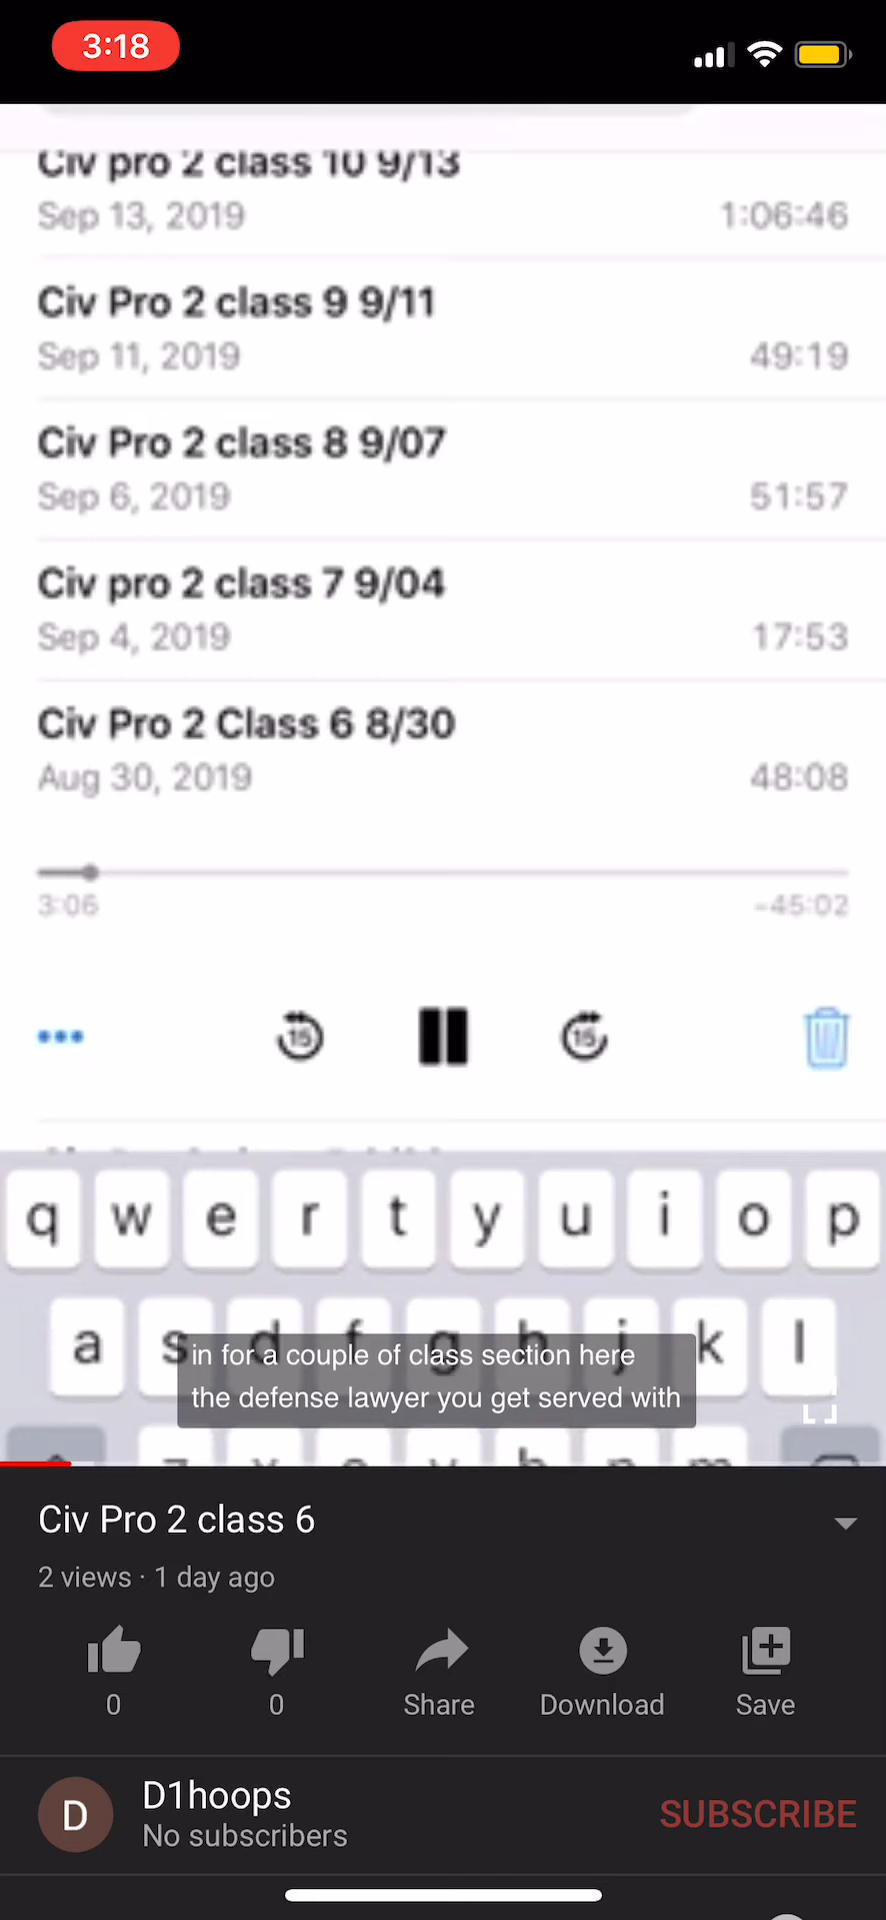 3:18
Civ pro 2 class 10 9/13
Sep 13, 2019 1:06:46
Civ Pro 2 class 9 9/11
Sep 11, 2019 49:19
Civ Pro 2 class 8 9/07
Sep 6, 2019 51:57
Civ pro 2 class 7 9/04
Sep 4, 2019 17:53
Civ Pro 2 Class 6 8/30
Aug 30, 2019 48:08
3:06 -45:02
15 15
q w e r t y u i o p
a s d f g h j k l
in for a couple of class section here
the defense lawyer you get served with
z x c v b n m
Civ Pro 2 class 6
2 views · 1 day ago
0 0 Share Download Save
D D1hoops SUBSCRIBE
No subscribers